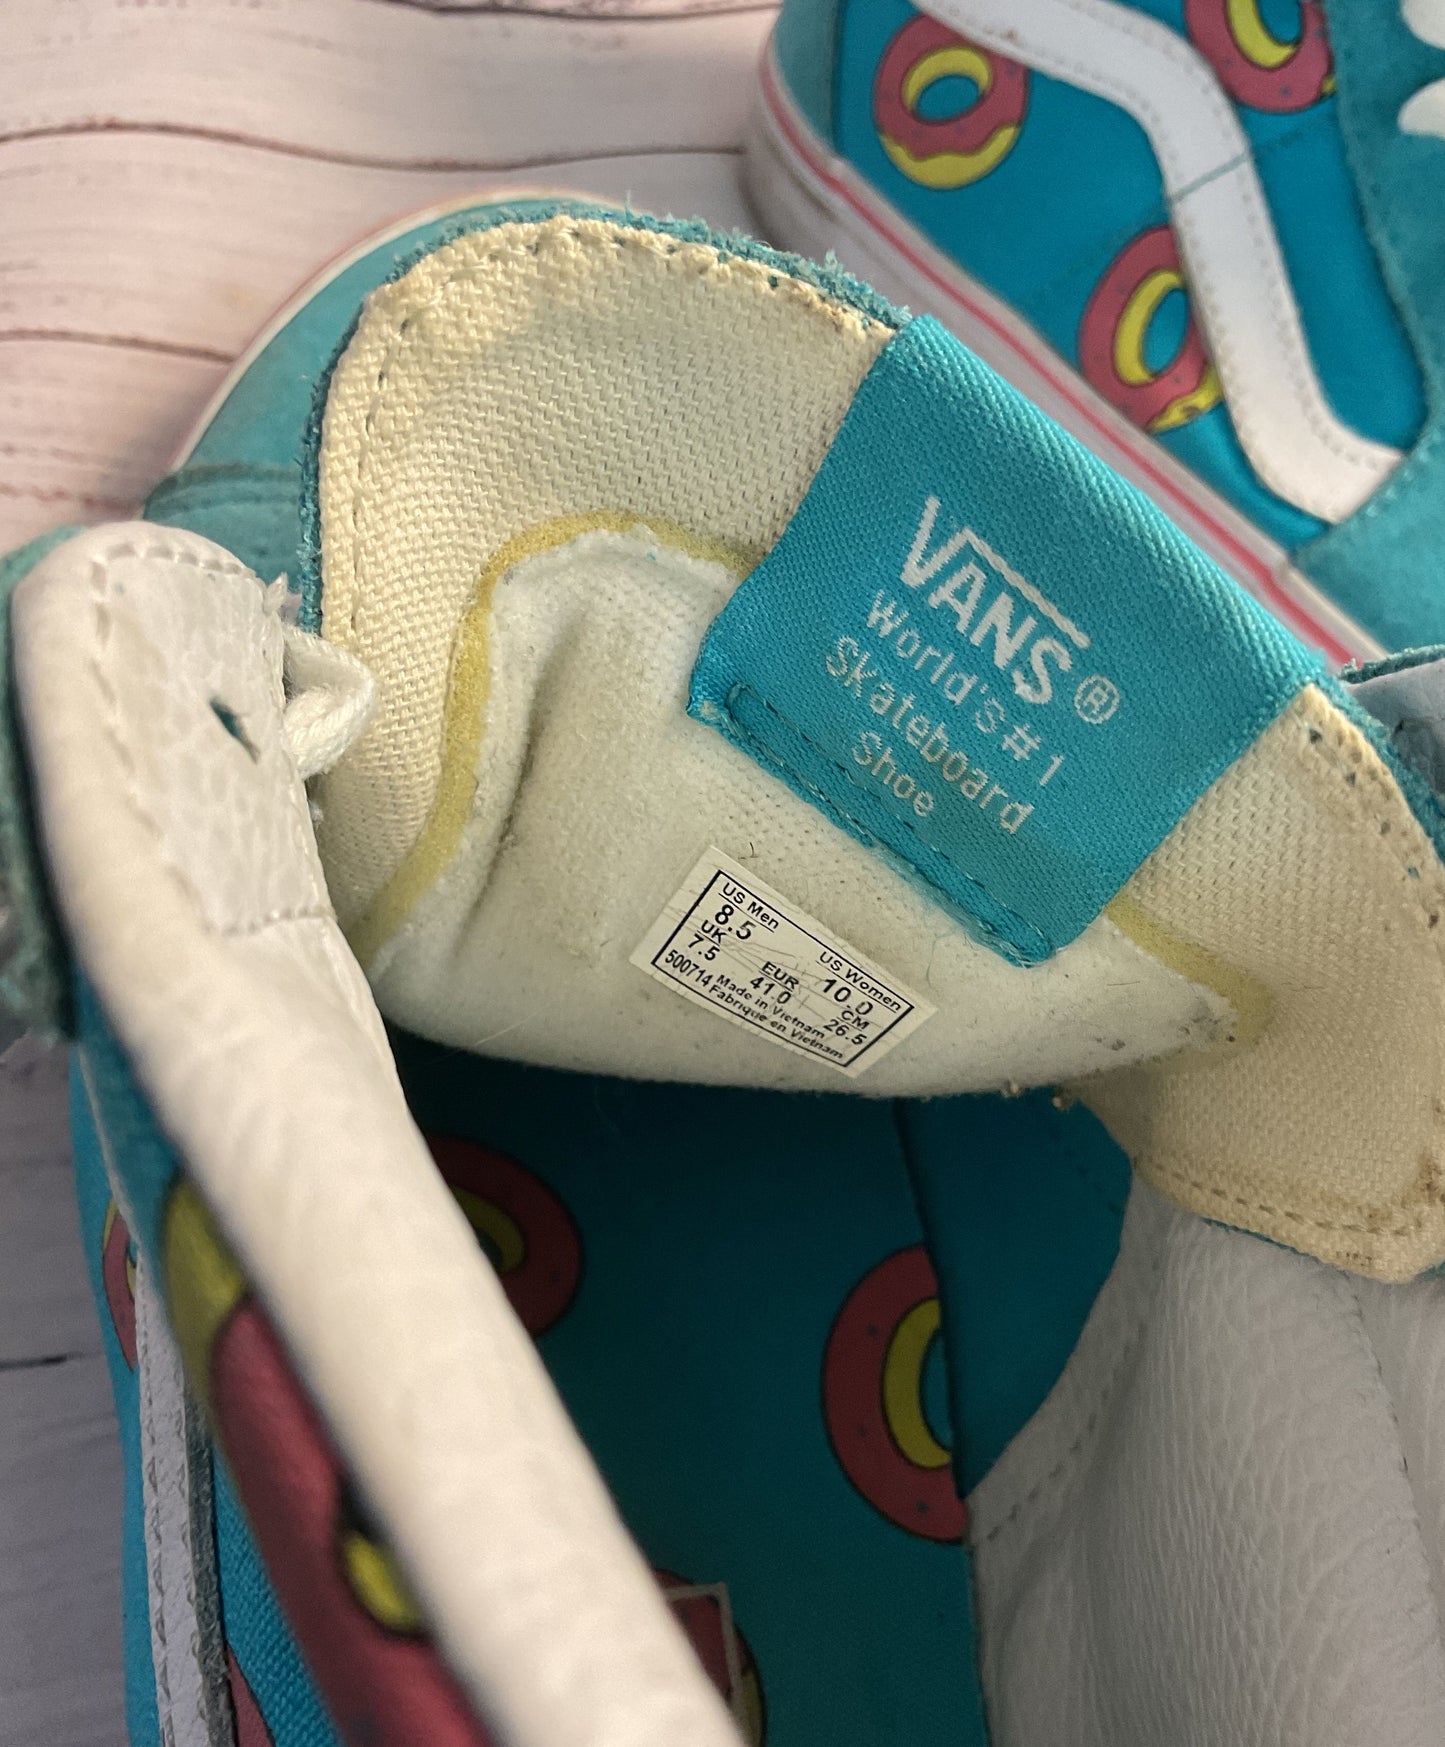 VANS®
World's #1
Skateboard
Shoe
US Men US Women
8.5 10.0
UK EUR CM
7.5 41.0 26.5
500714 Made in Vietnam
Fabriqué en Vietnam